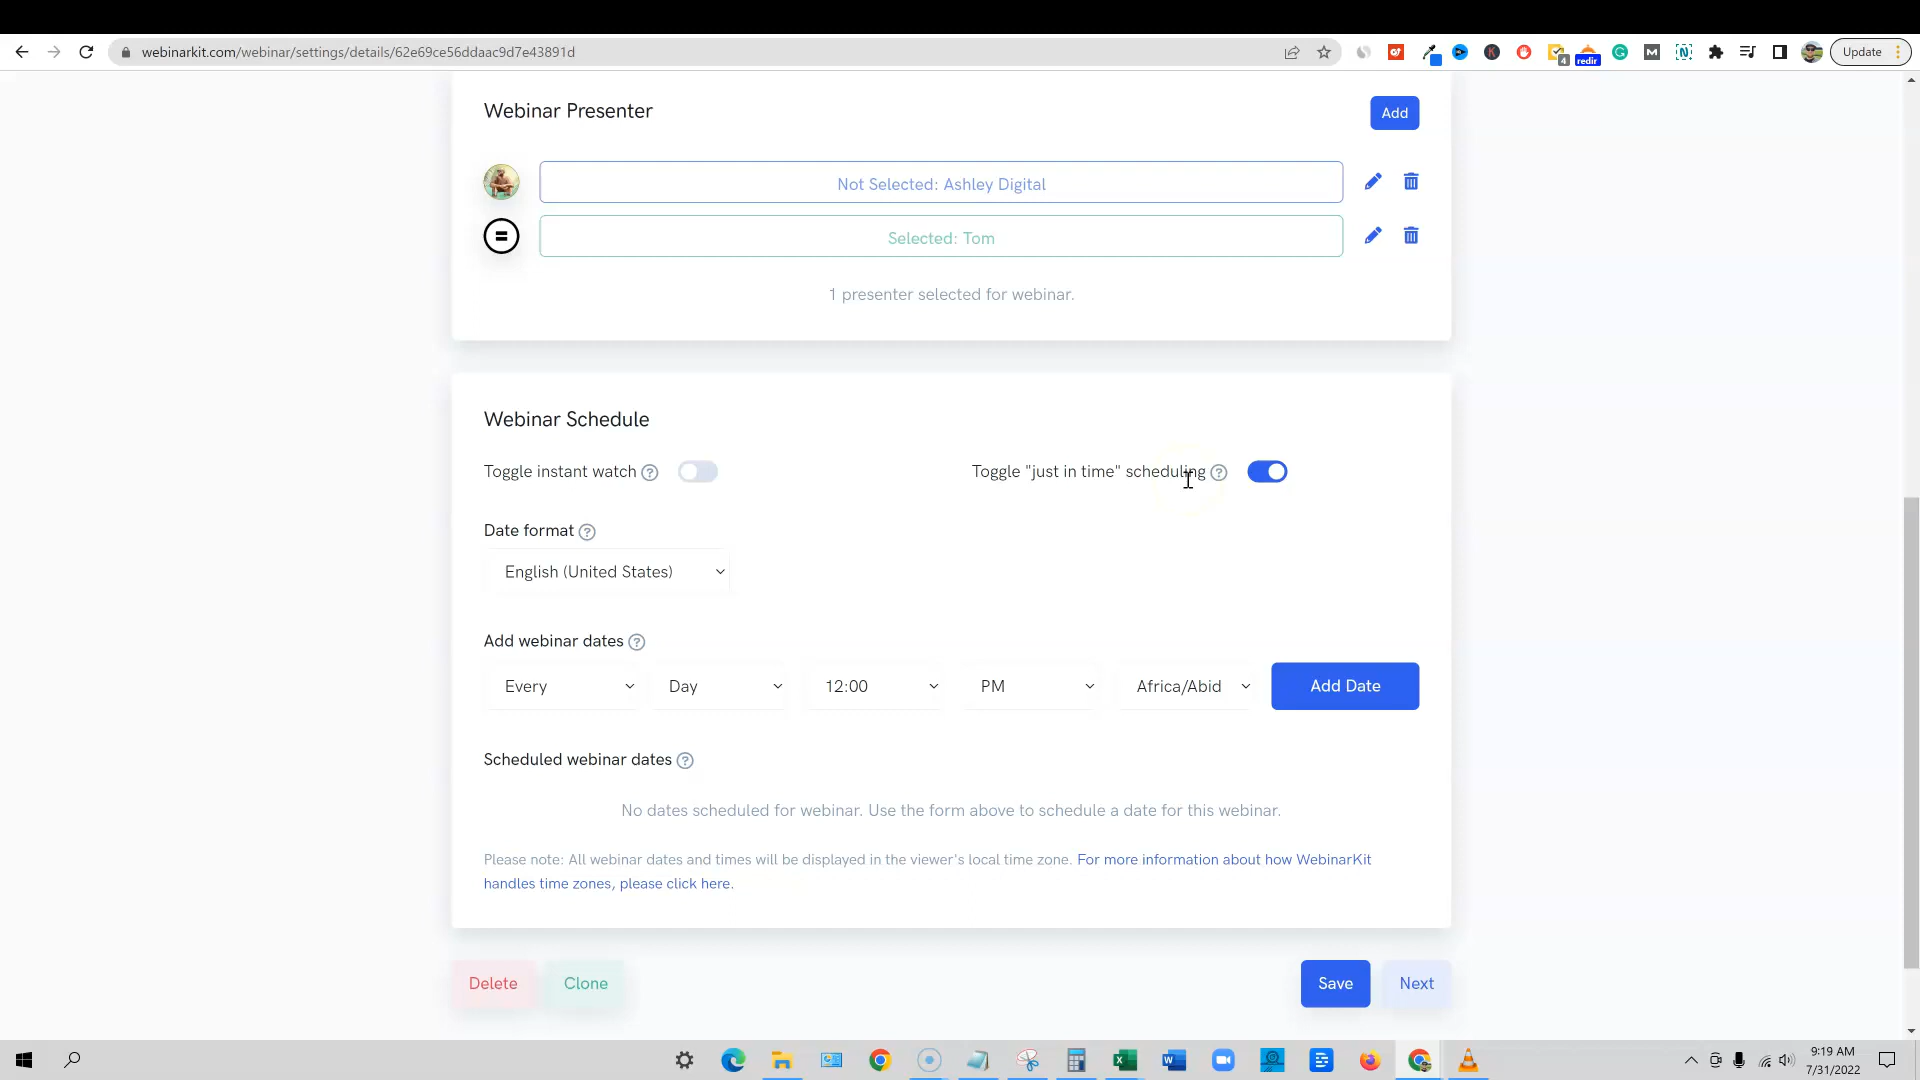 webinarkit.com/webinar/settings/details/62e69ce56ddaac9d7e43891d
4
redir
Update
Webinar Presenter
Add
Not Selected: Ashley Digital
Selected: Tom
1 presenter selected for webinar.
Webinar Schedule
Toggle instant watch ?
Toggle "just in time" scheduling ?
Date format ?
English (United States)
Add webinar dates ?
Every Day 12:00 PM Africa/Abid Add Date
Scheduled webinar dates ?
No dates scheduled for webinar. Use the form above to schedule a date for this webinar.
Please note: All webinar dates and times will be displayed in the viewer's local time zone. For more information about how WebinarKit
handles time zones, please click here.
Delete Clone Save Next
9:19 AM
7/31/2022